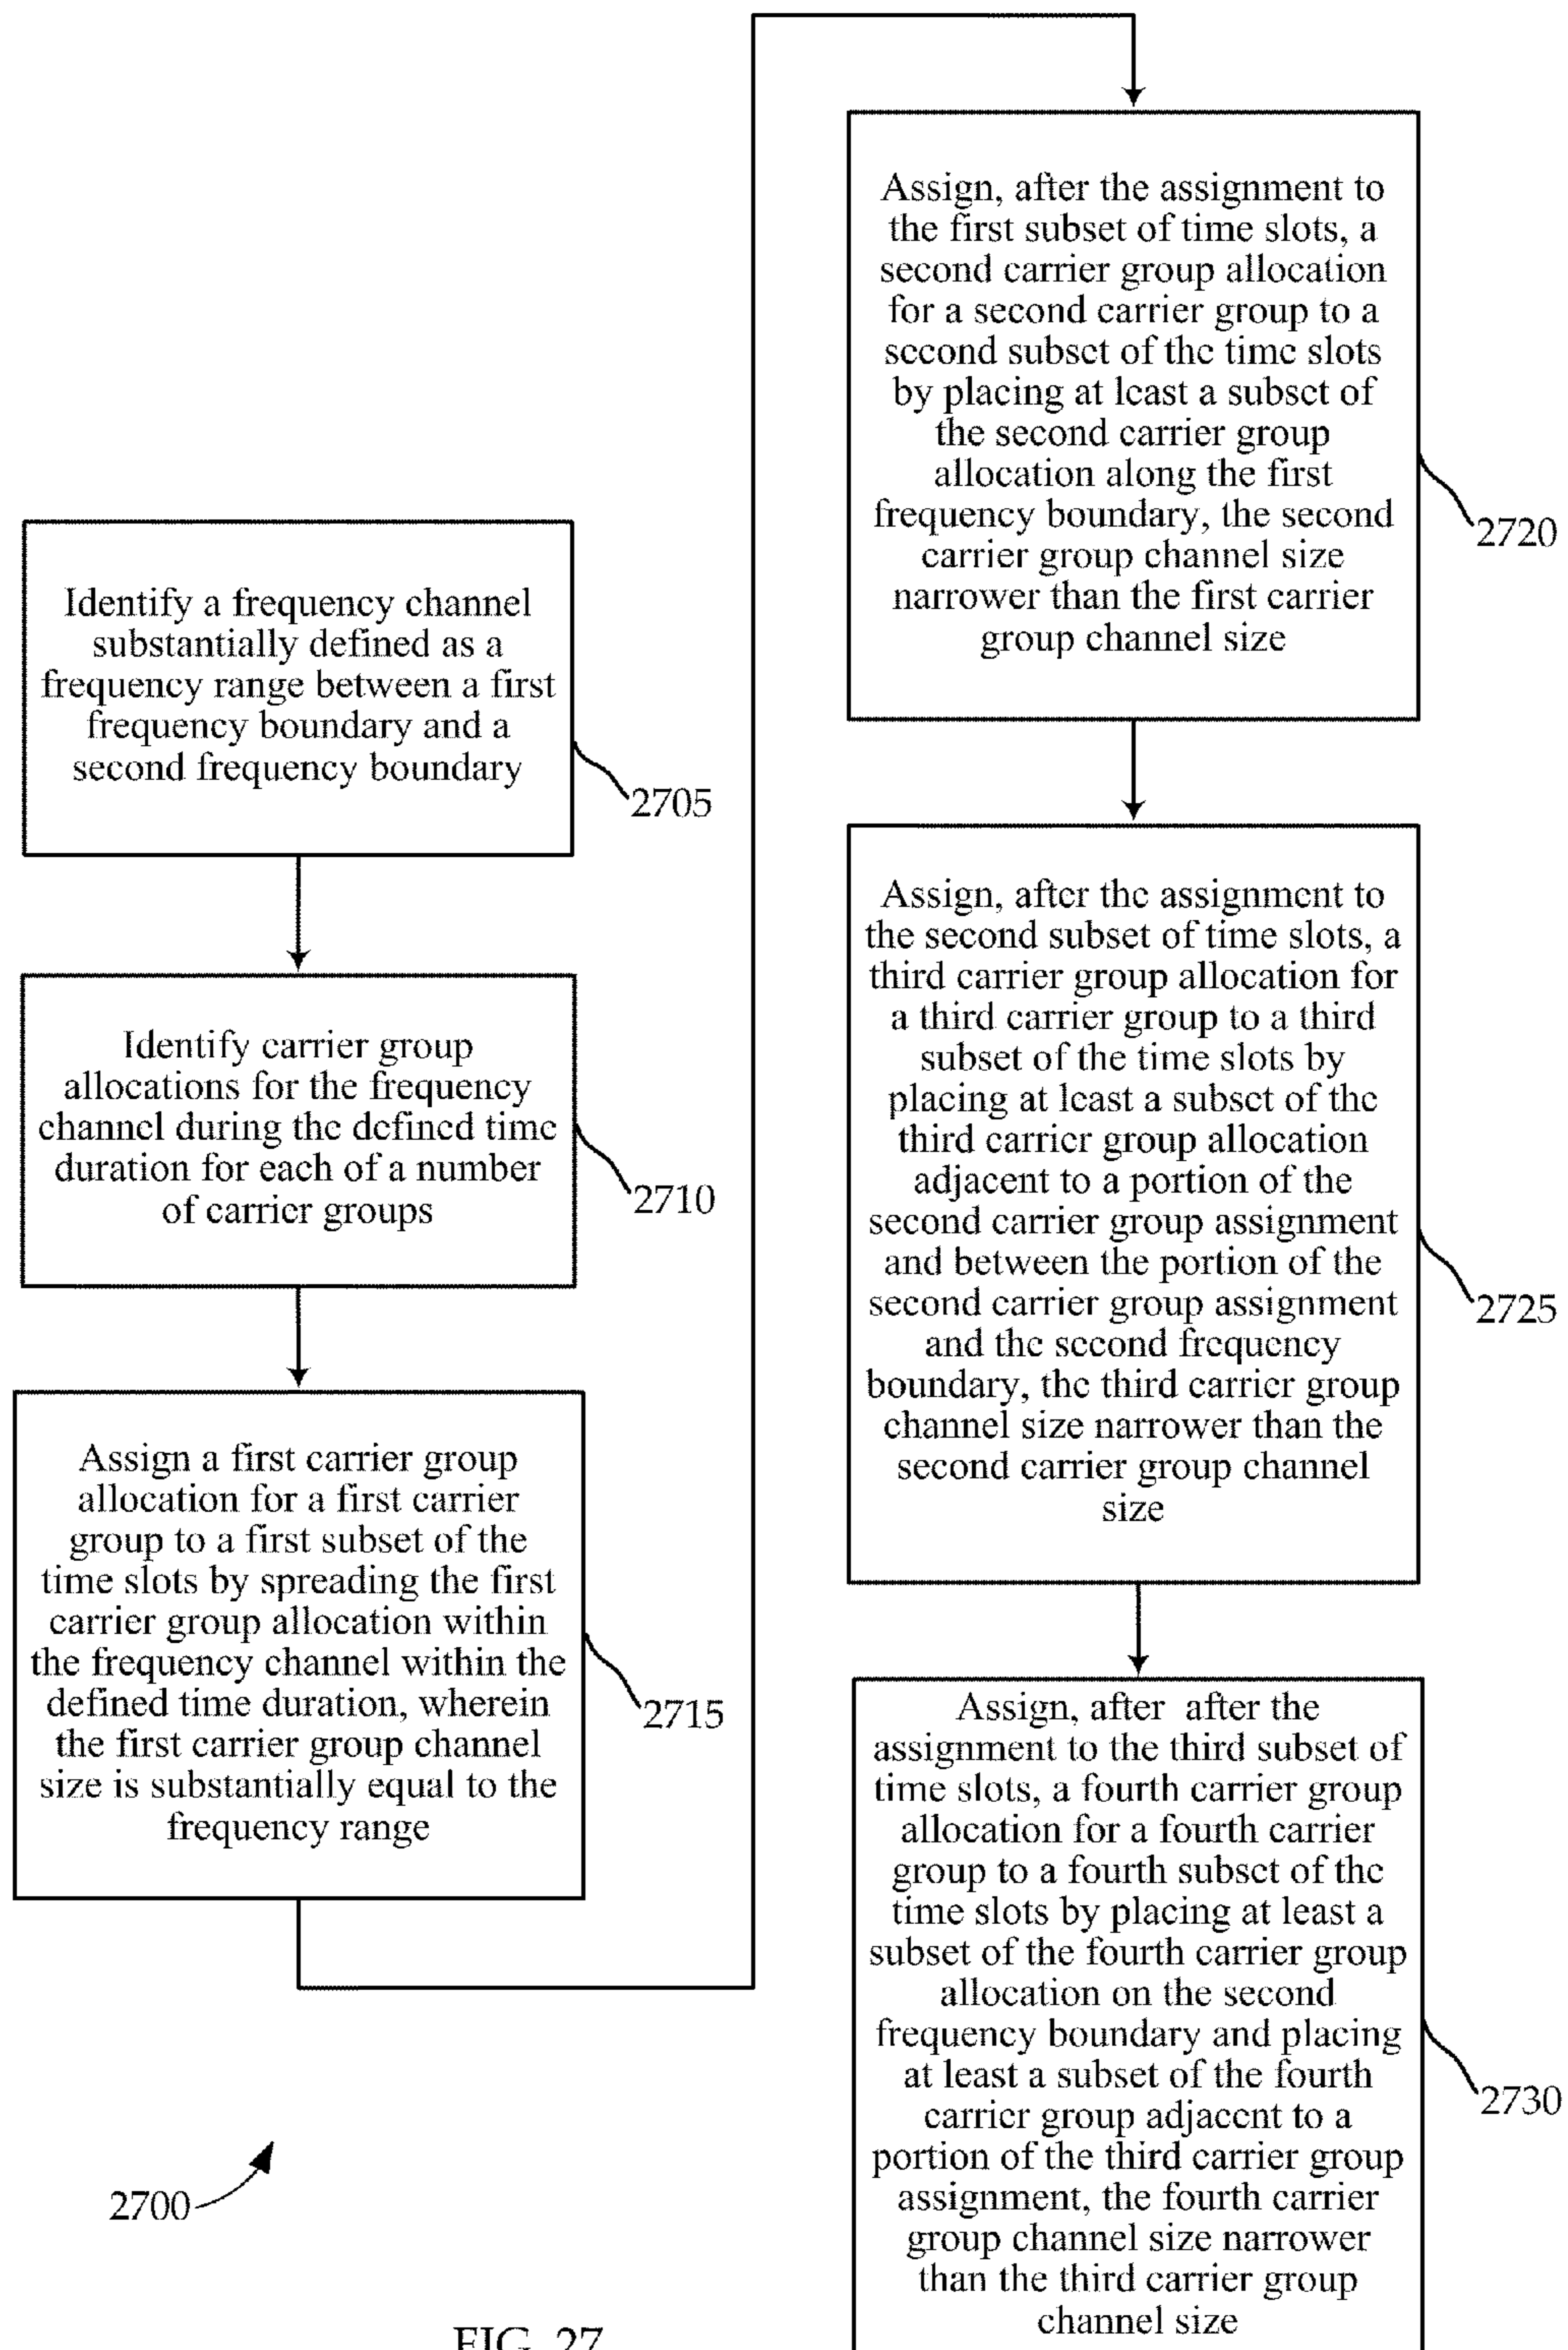 Identify a frequency channel
substantially defined as a
frequency range between a first
frequency boundary and a
second frequency boundary
2705
Identify carrier group
allocations for the frequency
channel during the defined time
duration for each of a number
of carrier groups
2710
Assign a first carrier group
allocation for a first carrier
group to a first subset of the
time slots by spreading the first
carrier group allocation within
the frequency channel within the
defined time duration, wherein
the first carrier group channel
size is substantially equal to the
frequency range
2715
Assign, after the assignment to
the first subset of time slots, a
second carrier group allocation
for a second carrier group to a
second subset of the time slots
by placing at least a subset of
the second carrier group
allocation along the first
frequency boundary, the second
carrier group channel size
narrower than the first carrier
group channel size
2720
Assign, after the assignment to
the second subset of time slots, a
third carrier group allocation for
a third carrier group to a third
subset of the time slots by
placing at least a subset of the
third carrier group allocation
adjacent to a portion of the
second carrier group assignment
and between the portion of the
second carrier group assignment
and the second frequency
boundary, the third carrier group
channel size narrower than the
second carrier group channel
size
2725
Assign, after after the
assignment to the third subset of
time slots, a fourth carrier group
allocation for a fourth carrier
group to a fourth subset of the
time slots by placing at least a
subset of the fourth carrier group
allocation on the second
frequency boundary and placing
at least a subset of the fourth
carrier group adjacent to a
portion of the third carrier group
assignment, the fourth carrier
group channel size narrower
than the third carrier group
channel size
2730
2700
FIG. 27